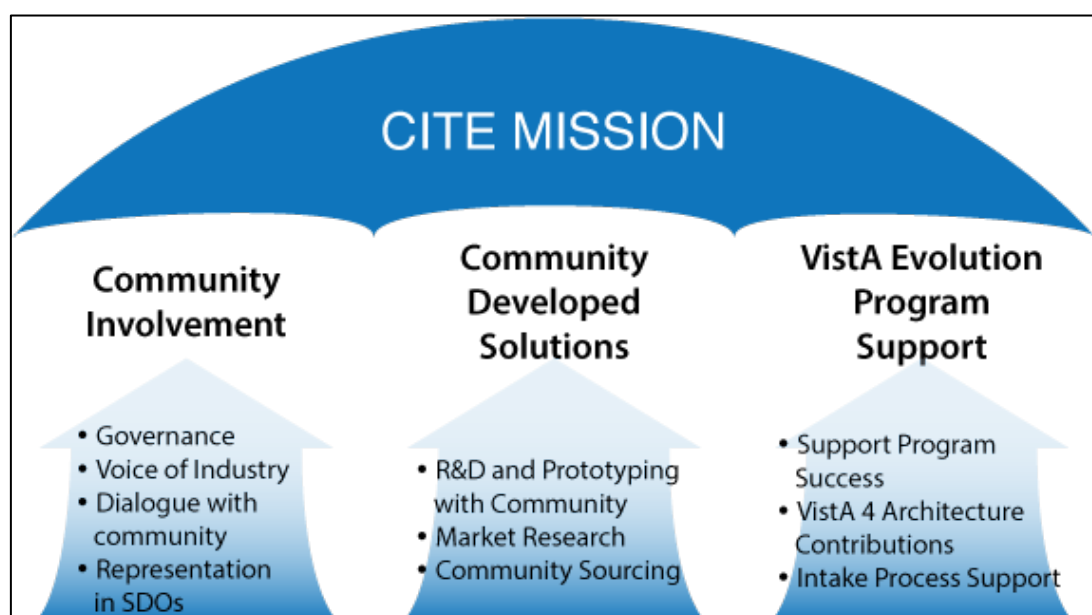 CITE MISSION
Community
Involvement
• Governance
• Voice of Industry
• Dialogue with
community
• Representation
in SDOs
Community
Developed
Solutions
• R&D and Prototyping
with Community
• Market Research
• Community Sourcing
VistA Evolution
Program
Support
• Support Program
Success
• VistA 4 Architecture
Contributions
• Intake Process Support